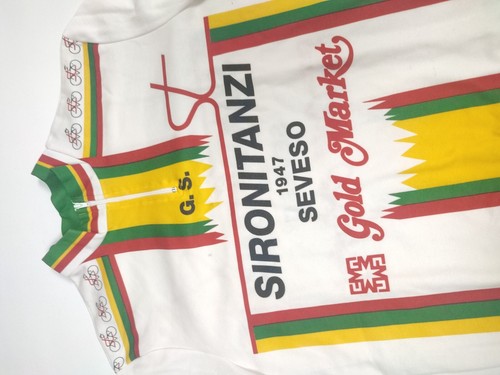 G.S.
SIRONITANZI
1947
SEVESO
Gold Market